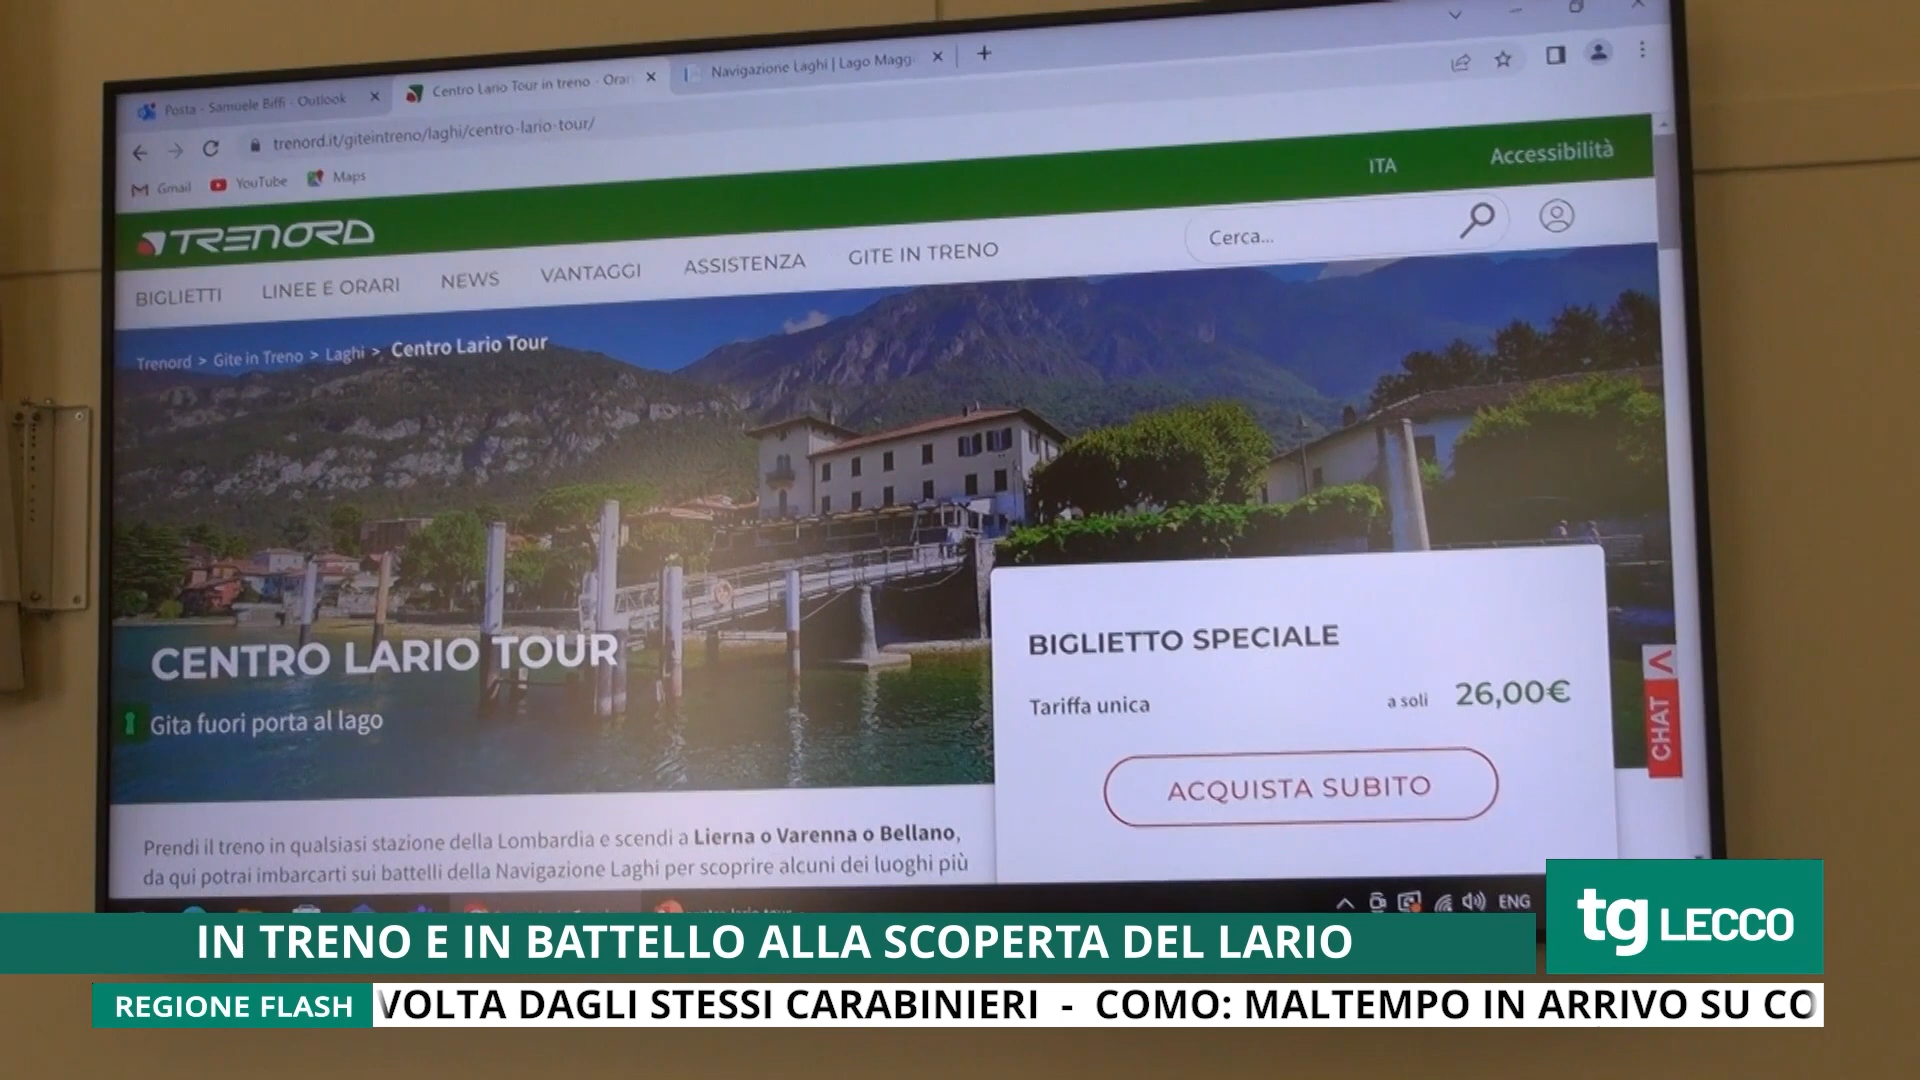 Posta - Samuele Biffi - Outlook
Centro Lario Tour in treno - Orar
Navigazione Laghi | Lago Magg
trenord.it/giteintreno/laghi/centro-lario-tour/
Gmail YouTube Maps
ITA Accessibilità
TRENORD
BIGLIETTI LINEE E ORARI NEWS VANTAGGI ASSISTENZA GITE IN TRENO Cerca...
Trenord > Gite in Treno > Laghi > Centro Lario Tour
CENTRO LARIO TOUR
Gita fuori porta al lago
BIGLIETTO SPECIALE
Tariffa unica a soli 26,00€
ACQUISTA SUBITO
CHAT
Prendi il treno in qualsiasi stazione della Lombardia e scendi a Lierna o Varenna o Bellano,
da qui potrai imbarcarti sui battelli della Navigazione Laghi per scoprire alcuni dei luoghi più
ENG
IN TRENO E IN BATTELLO ALLA SCOPERTA DEL LARIO
tg LECCO
REGIONE FLASH VOLTA DAGLI STESSI CARABINIERI - COMO: MALTEMPO IN ARRIVO SU CO